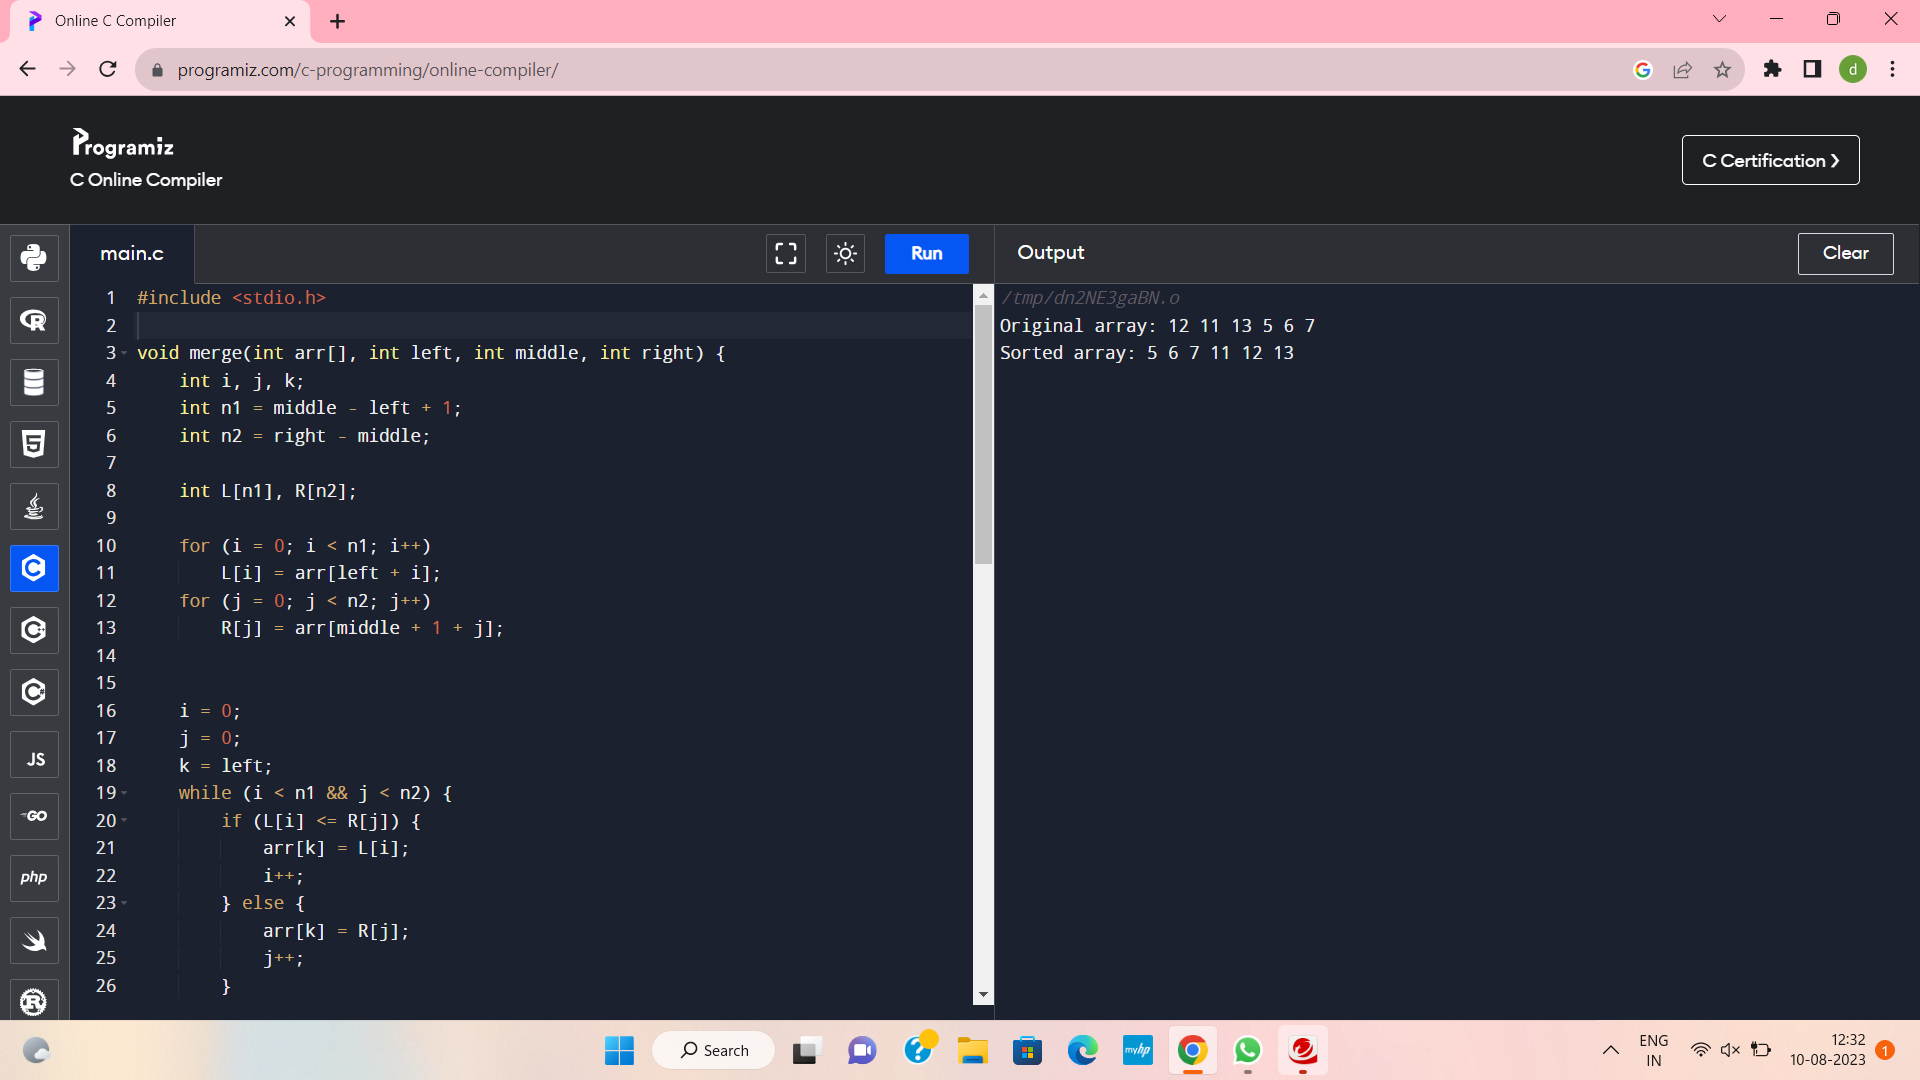 Online C Compiler
programiz.com/c-programming/online-compiler/
d
Programiz
C Online Compiler
C Certification ❯
main.c
Run
Output
Clear
1 #include <stdio.h>
2
3 void merge(int arr[], int left, int middle, int right) {
4     int i, j, k;
5     int n1 = middle - left + 1;
6     int n2 = right - middle;
7
8     int L[n1], R[n2];
9
10     for (i = 0; i < n1; i++)
11         L[i] = arr[left + i];
12     for (j = 0; j < n2; j++)
13         R[j] = arr[middle + 1 + j];
14
15
16     i = 0;
17     j = 0;
18     k = left;
19     while (i < n1 && j < n2) {
20         if (L[i] <= R[j]) {
21             arr[k] = L[i];
22             i++;
23         } else {
24             arr[k] = R[j];
25             j++;
26         }
/tmp/dn2NE3gaBN.o
Original array: 12 11 13 5 6 7
Sorted array: 5 6 7 11 12 13
JS
GO
php
Search
myhp
ENG
IN
12:32
10-08-2023
1